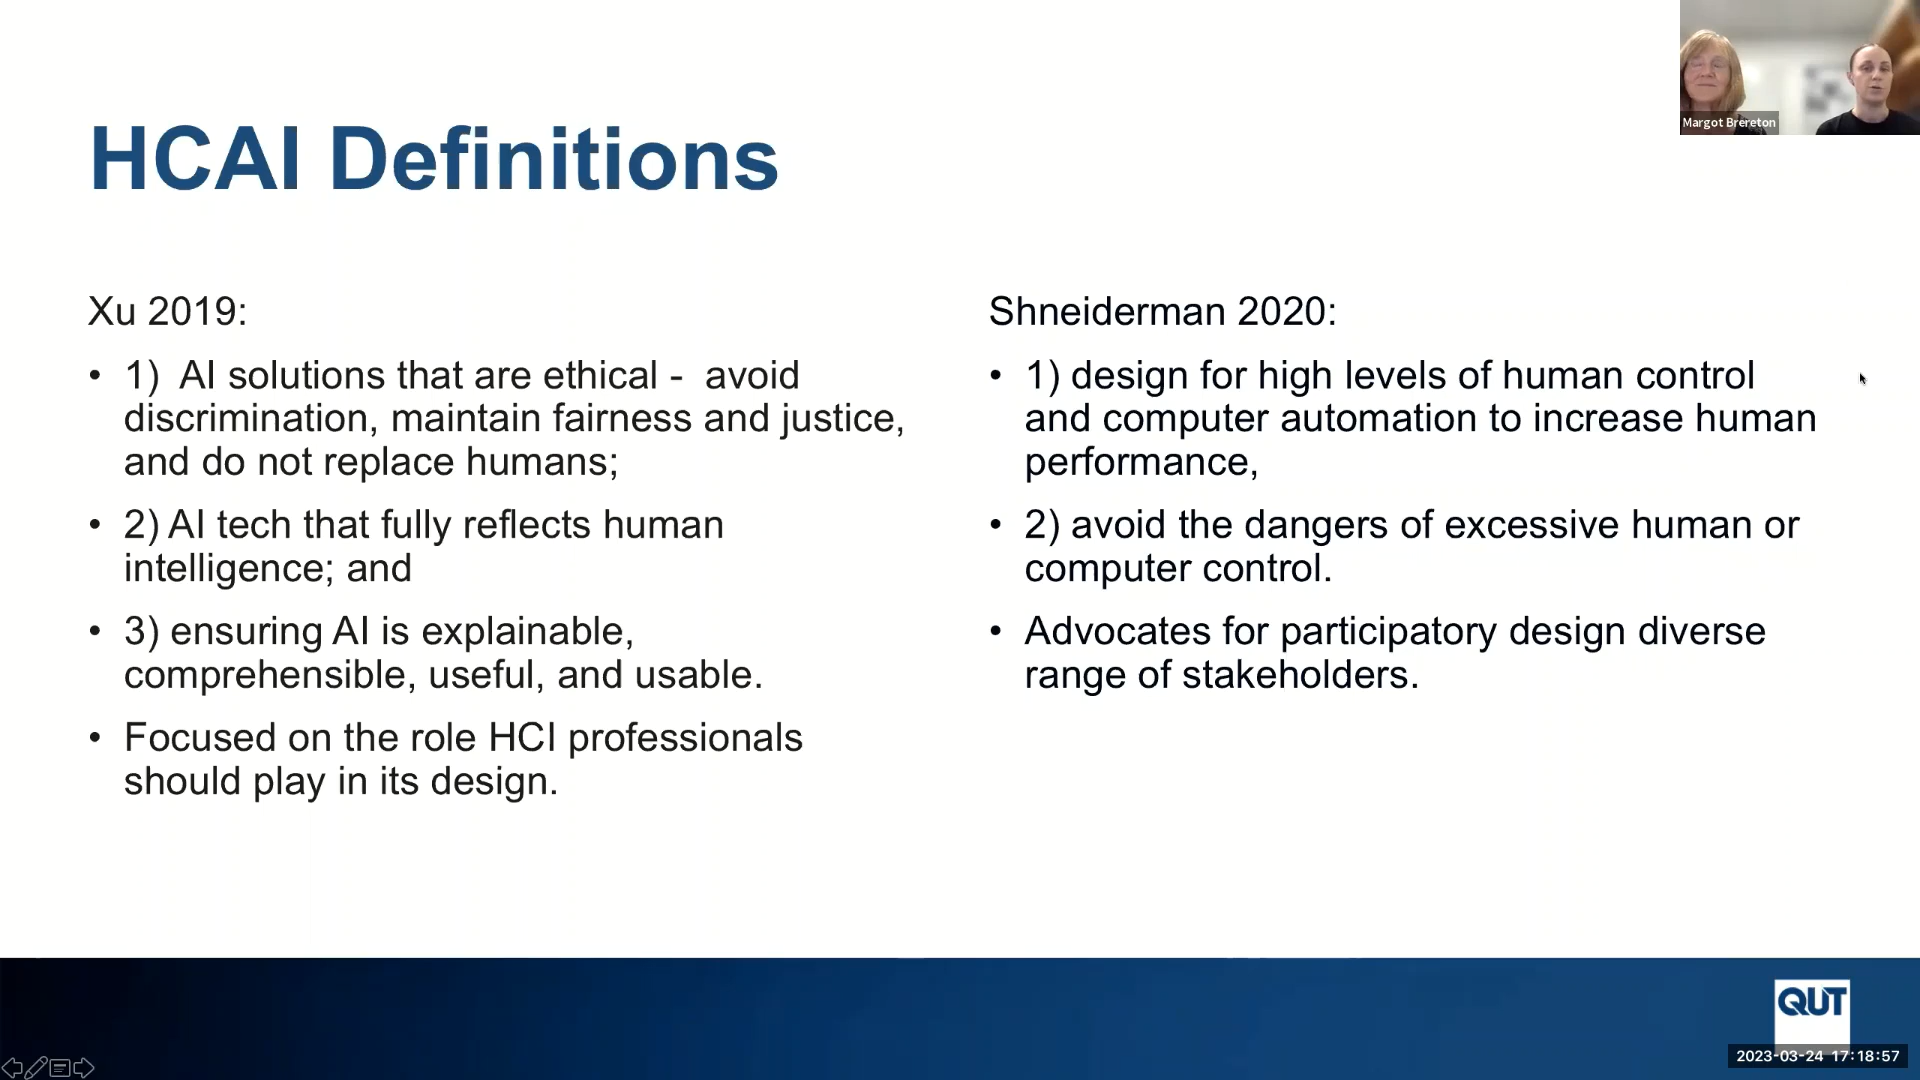 Margot Brereton
HCAI Definitions
Xu 2019:
• 1)  AI solutions that are ethical -  avoid
discrimination, maintain fairness and justice,
and do not replace humans;
• 2) AI tech that fully reflects human
intelligence; and
• 3) ensuring AI is explainable,
comprehensible, useful, and usable.
• Focused on the role HCI professionals
should play in its design.
Shneiderman 2020:
• 1) design for high levels of human control
and computer automation to increase human
performance,
• 2) avoid the dangers of excessive human or
computer control.
• Advocates for participatory design diverse
range of stakeholders.
QUT
2023-03-24 17:18:57